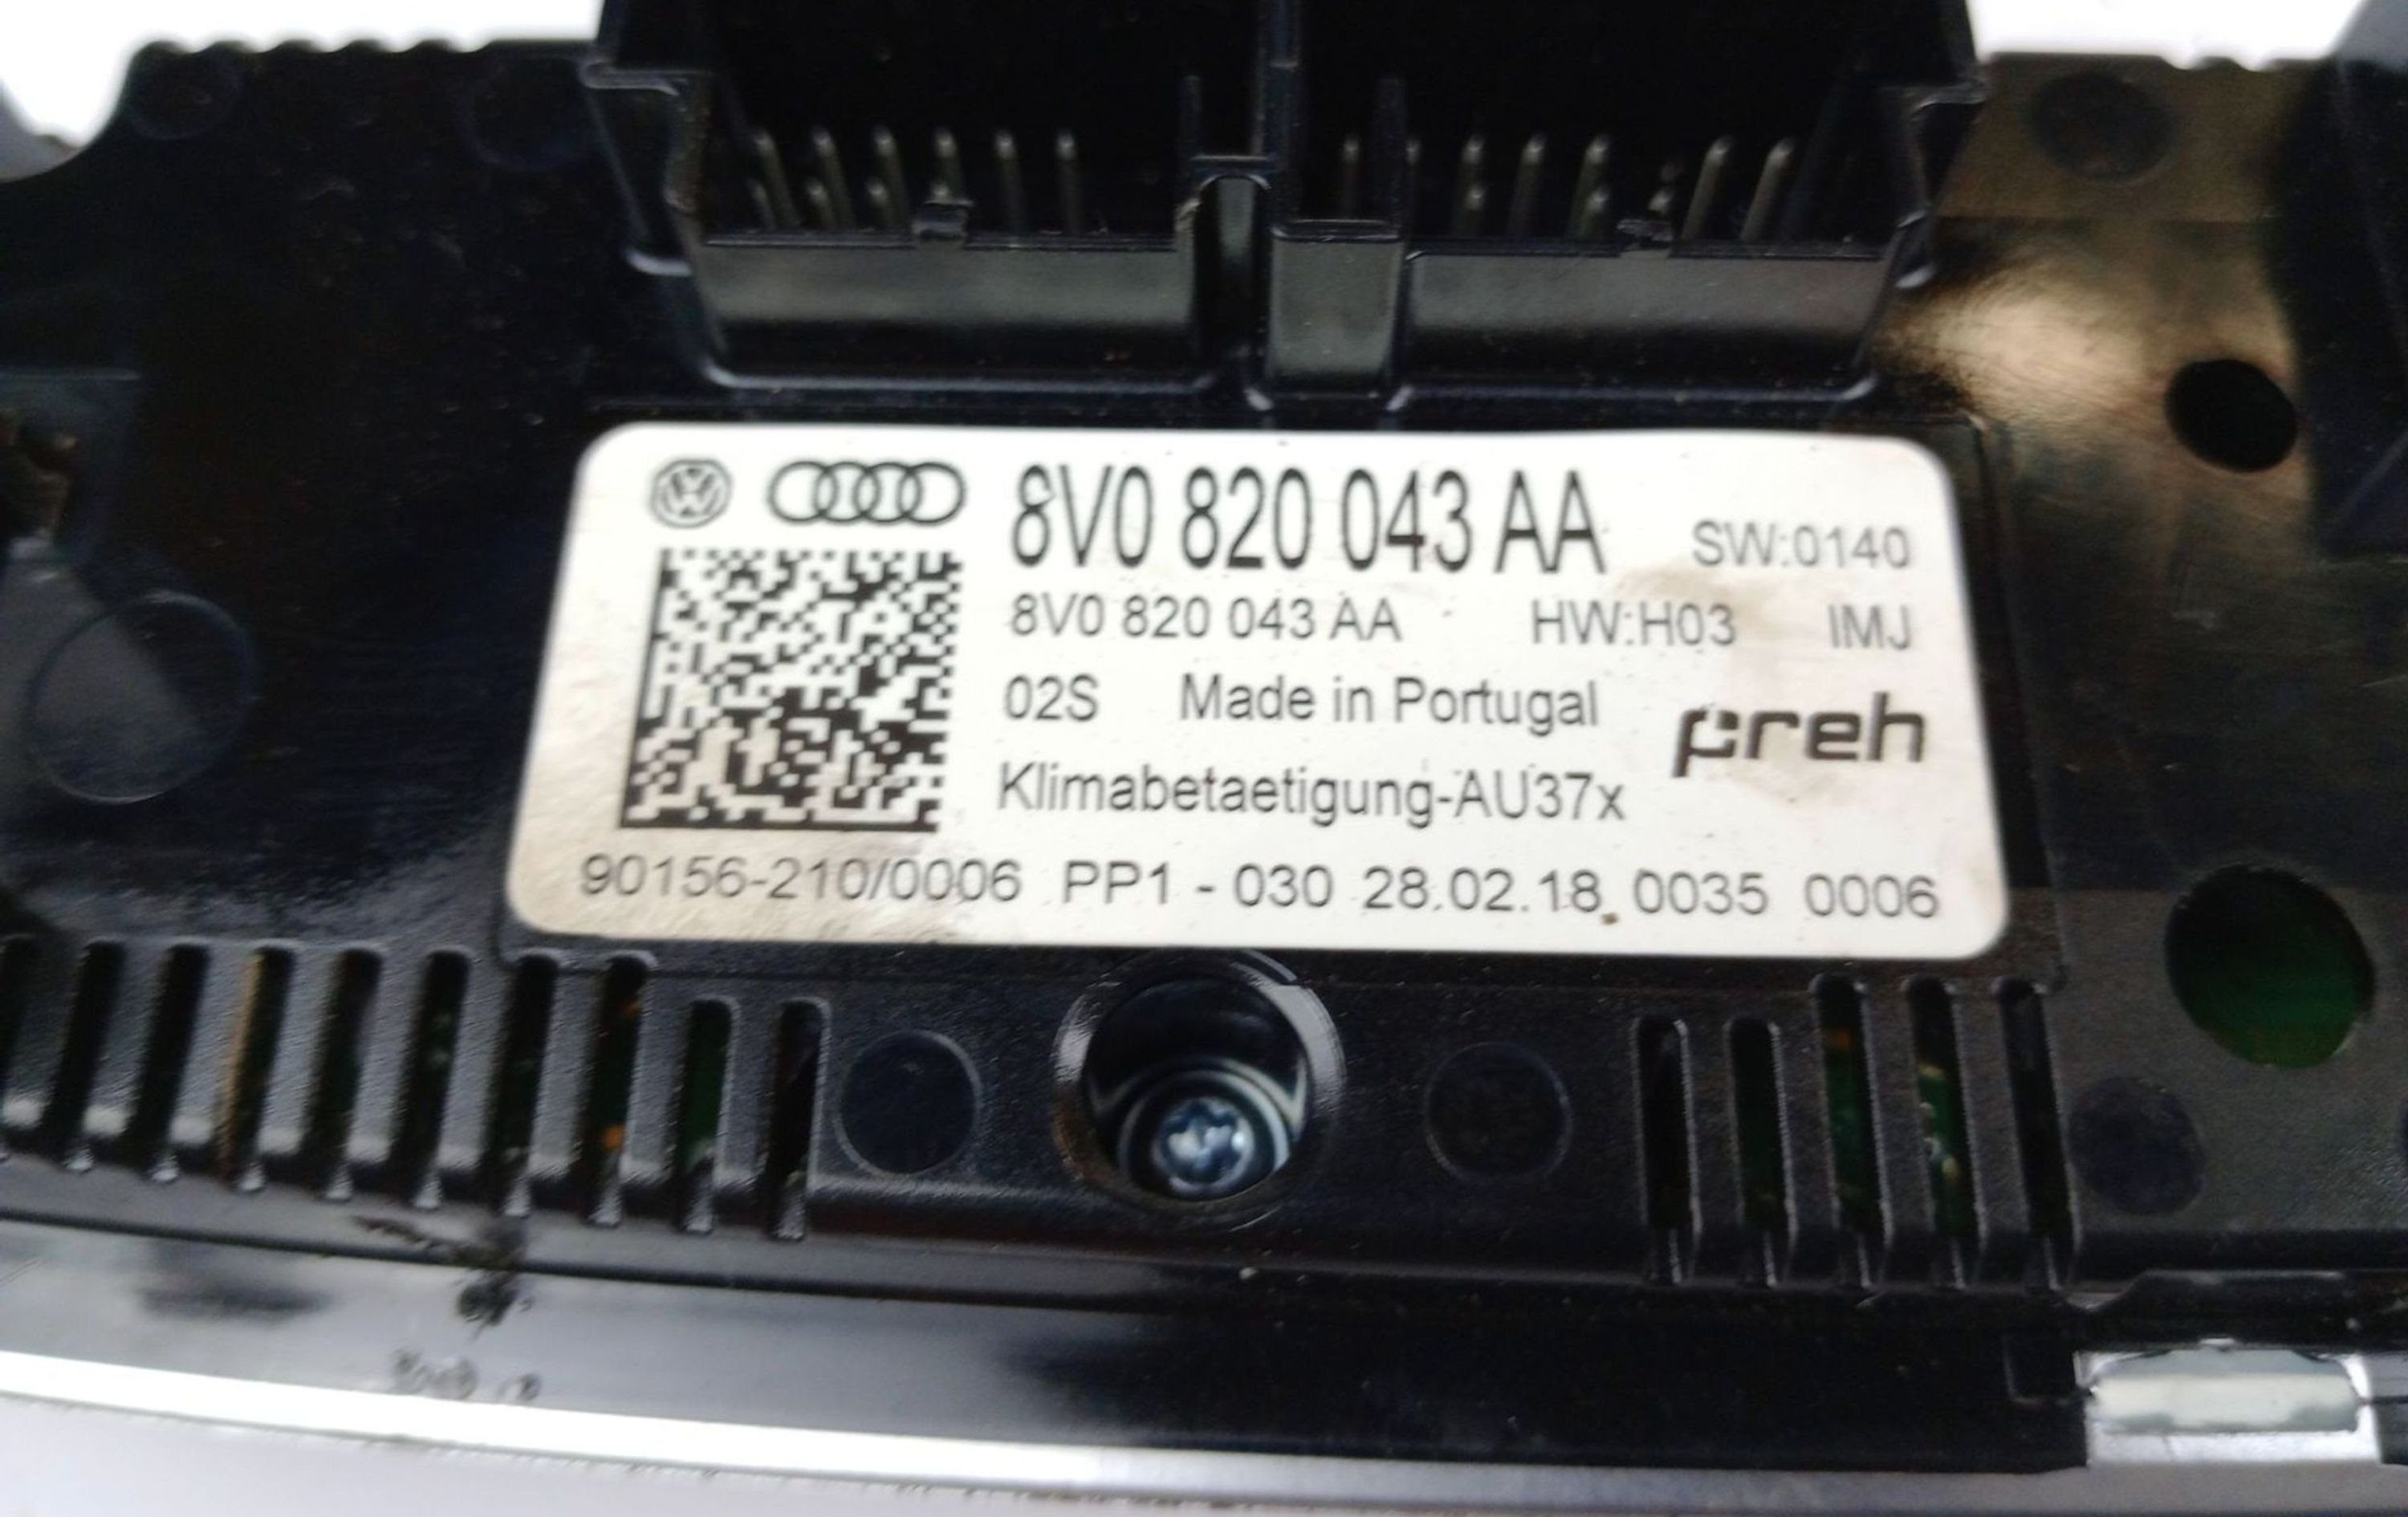 8V0 820 043 AA SW:0140
8V0 820 043 AA HW:H03 IMJ
02S Made in Portugal
preh
Klimabetaetigung-AU37x
90156-210/0006 PP1 - 030 28.02.18 0035 0006